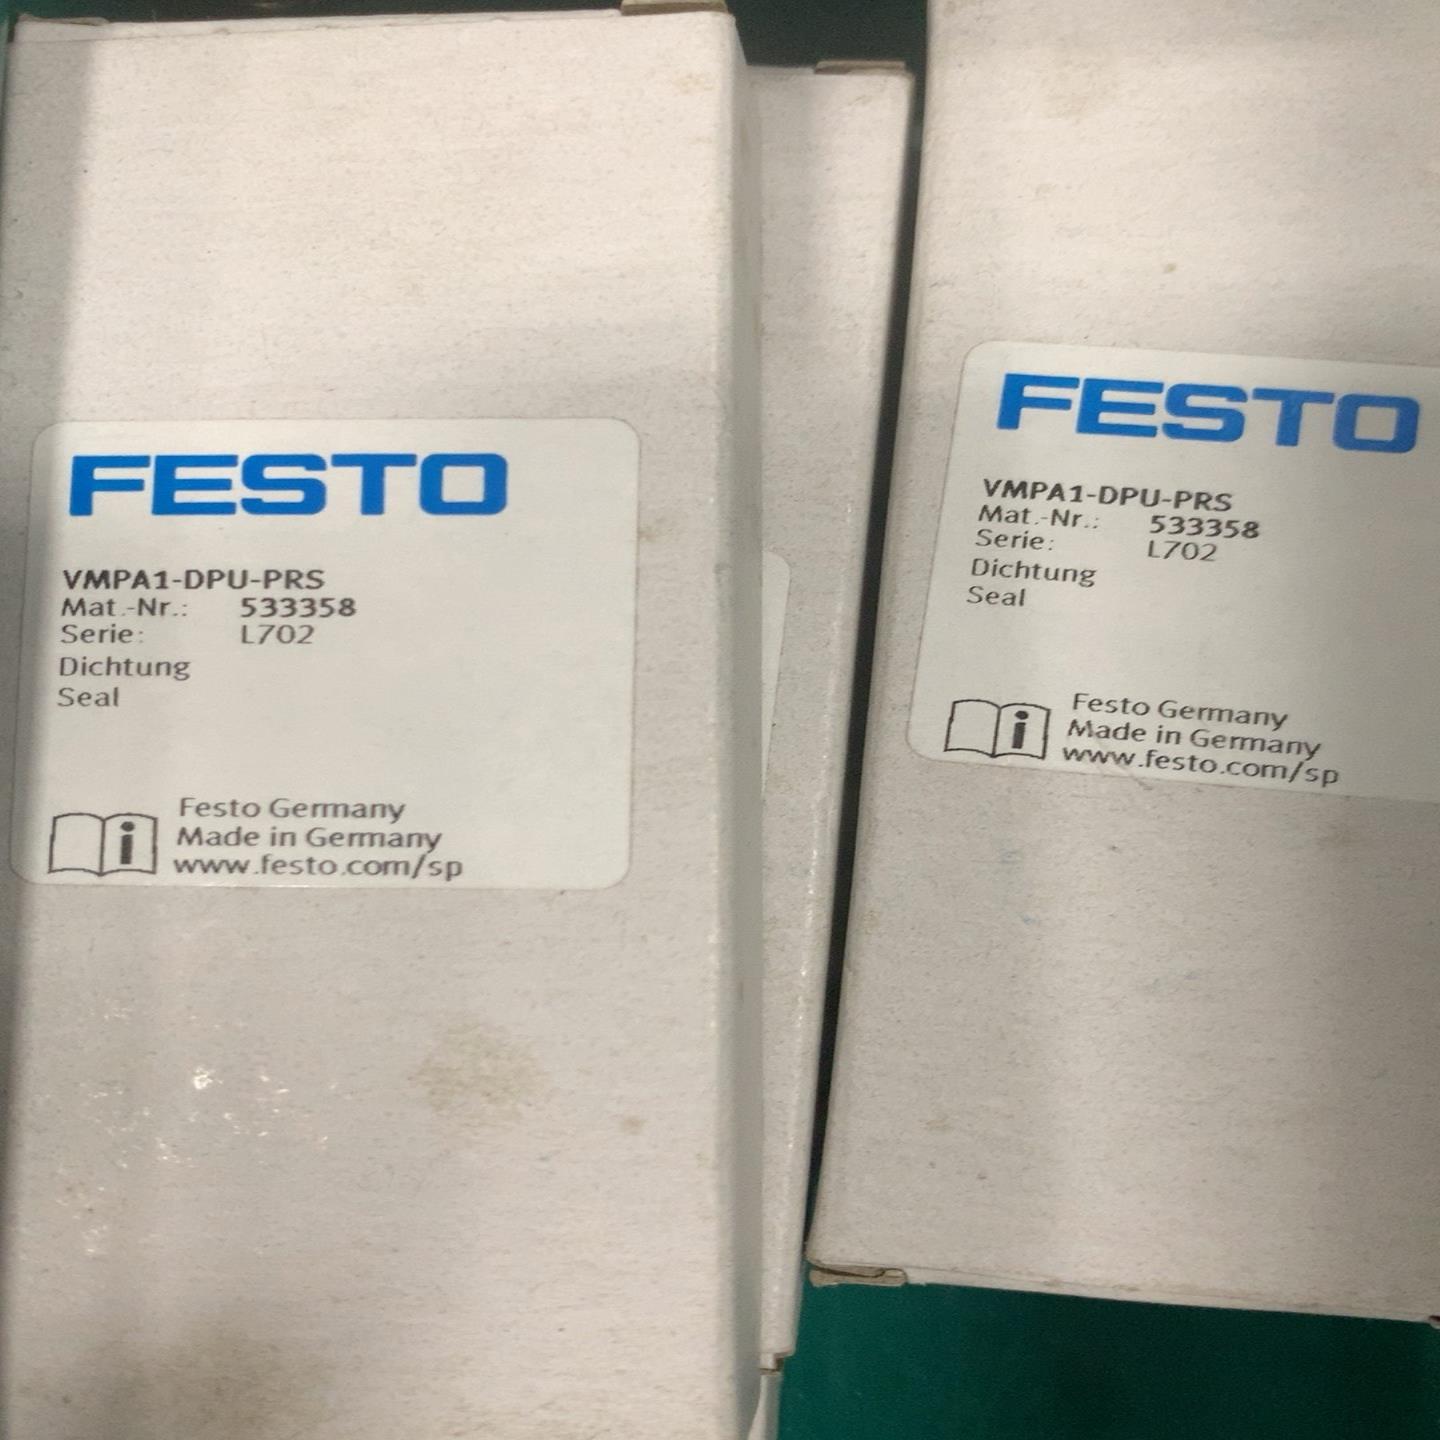 FESTO
VMPA1-DPU-PRS
Mat.-Nr.: 533358
Serie: L702
Dichtung
Seal
i
Festo Germany
Made in Germany
www.festo.com/sp
FESTO
VMPA1-DPU-PRS
Mat.-Nr.: 533358
Serie: L702
Dichtung
Seal
i
Festo Germany
Made in Germany
www.festo.com/sp